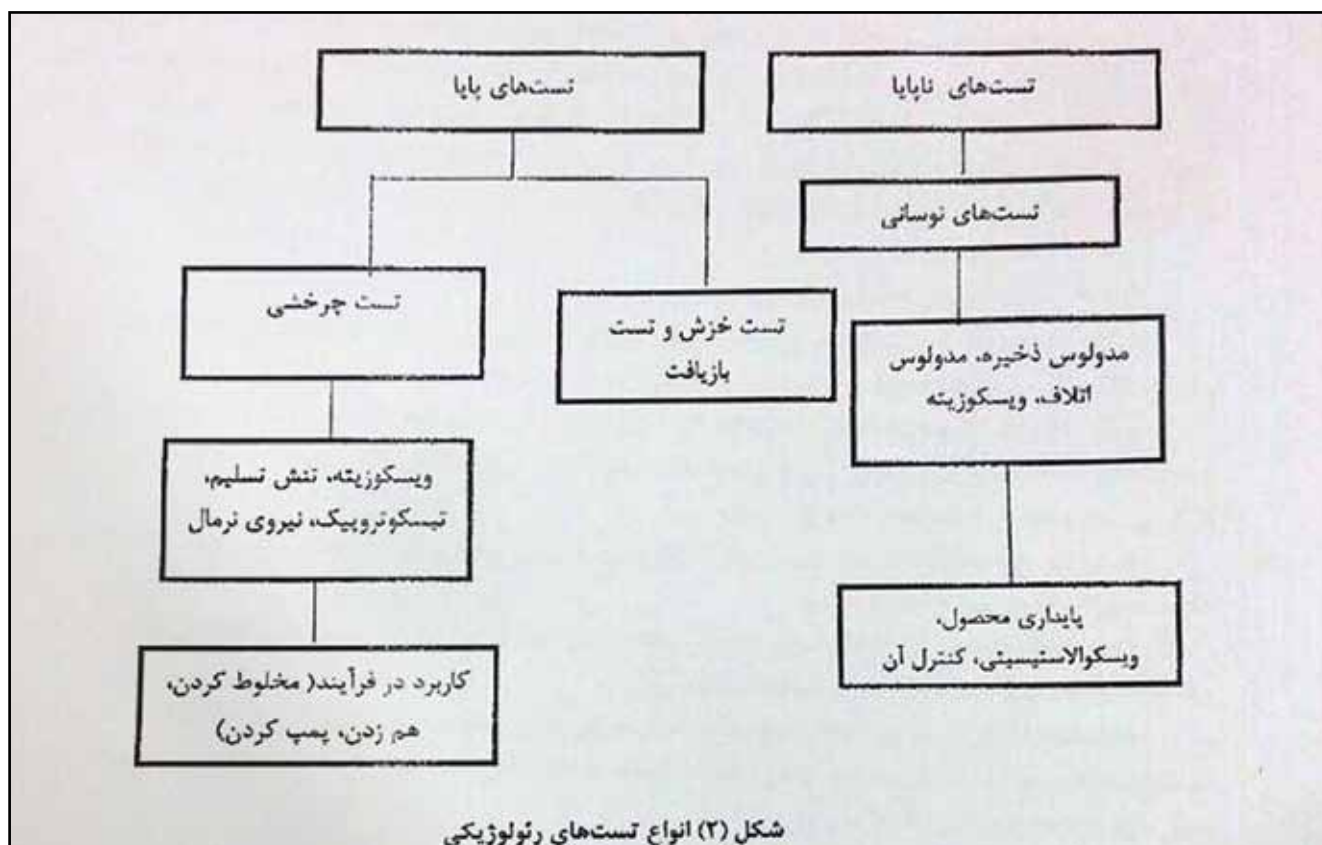 تست‌های ناپایا
تست‌های پایا
تست‌های نوسانی
تست چرخشی
تست خزش و تست
بازیافت
مدولوس ذخیره، مدولوس
اتلاف، ویسکوزیته
ویسکوزیته، تنش تسلیم،
تیسکوتروپیک، نیروی نرمال
پایداری محصول،
ویسکوالاستیسیتی، کنترل آن
کاربرد در فرآیند( مخلوط کردن،
هم زدن، پمپ کردن)
شکل (۲) انواع تست‌های رئولوژیکی